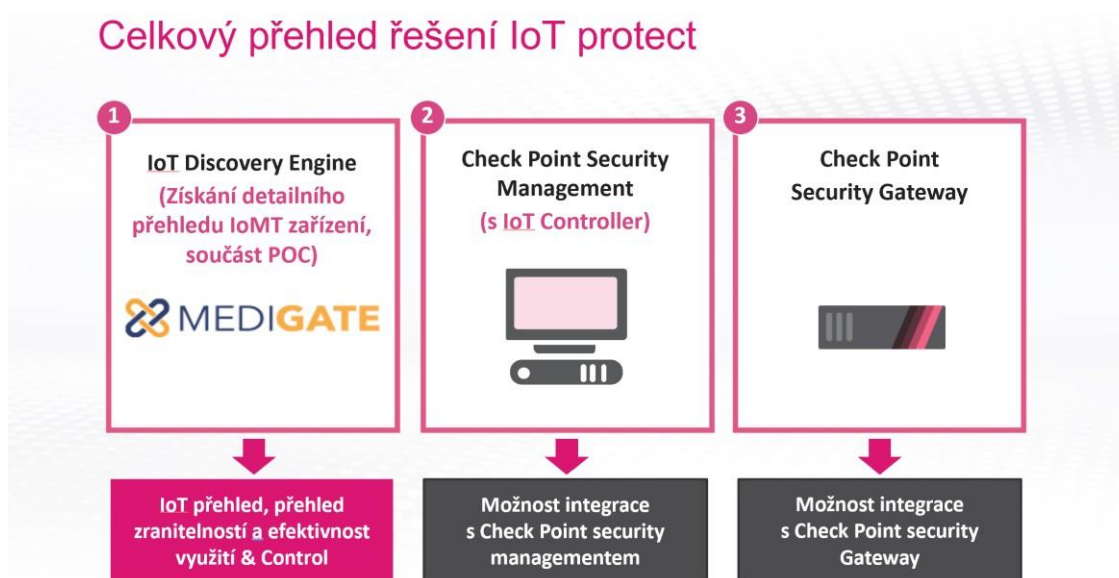 Celkový přehled řešení IoT protect
1
IoT Discovery Engine
(Získání detailního
přehledu IoMT zařízení,
součást POC)
MEDIGATE
IoT přehled, přehled
zranitelností a efektivnost
využití & Control
2
Check Point Security
Management
(s IoT Controller)
Možnost integrace
s Check Point security
managementem
3
Check Point
Security Gateway
Možnost integrace
s Check Point security
Gateway